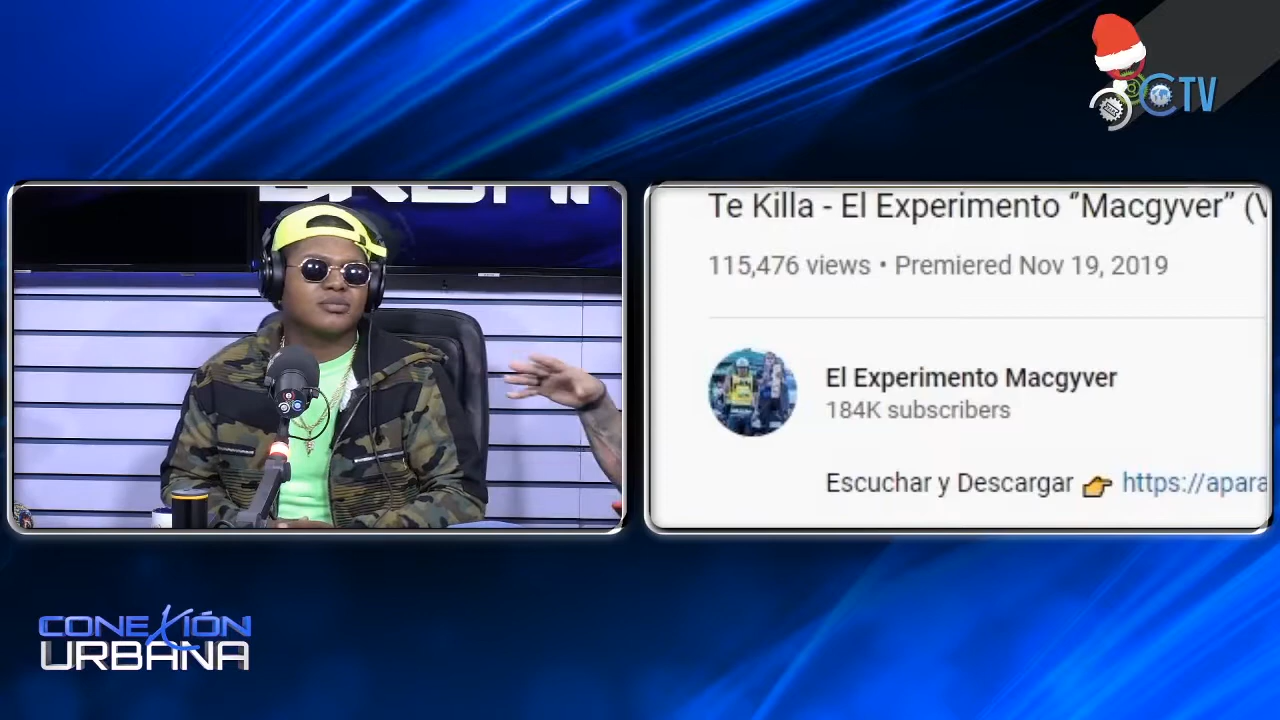 TV
Te Killa - El Experimento “Macgyver” (
115,476 views • Premiered Nov 19, 2019
El Experimento Macgyver
184K subscribers
Escuchar y Descargar 👉 https://apara
CONEXIÓN
URBANA